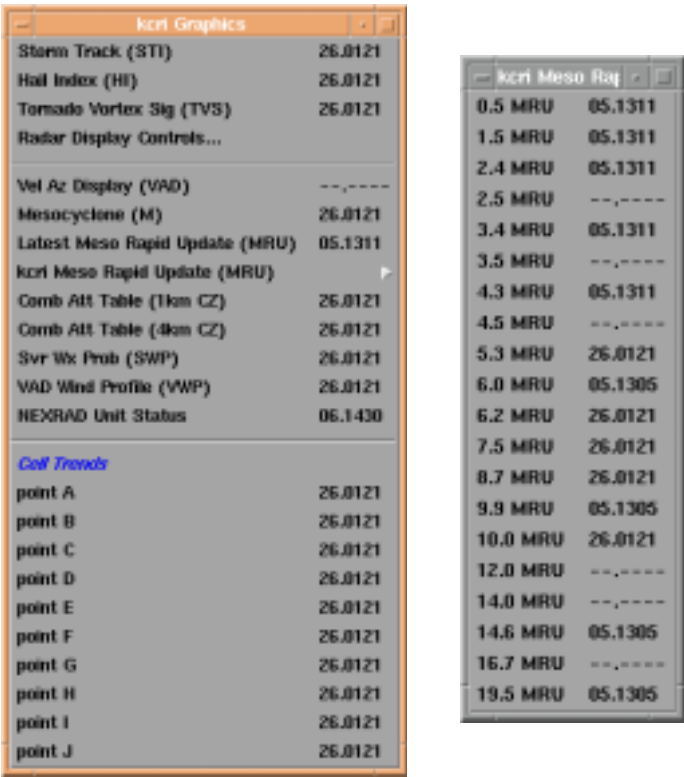 kcri Graphics
Storm Track (STI) 26.0121
Hail Index (HI) 26.0121
Tornado Vortex Sig (TVS) 26.0121
Radar Display Controls...
Vel Az Display (VAD) --.----
Mesocyclone (M) 26.0121
Latest Meso Rapid Update (MRU) 05.1311
kcri Meso Rapid Update (MRU)
Comb Att Table (1km CZ) 26.0121
Comb Att Table (4km CZ) 26.0121
Svr Wx Prob (SWP) 26.0121
VAD Wind Profile (VWP) 26.0121
NEXRAD Unit Status 06.1430
Cell Trends
point A 26.0121
point B 26.0121
point C 26.0121
point D 26.0121
point E 26.0121
point F 26.0121
point G 26.0121
point H 26.0121
point I 26.0121
point J 26.0121
kcri Meso Rap
0.5 MRU 05.1311
1.5 MRU 05.1311
2.4 MRU 05.1311
2.5 MRU --.----
3.4 MRU 05.1311
3.5 MRU --.----
4.3 MRU 05.1311
4.5 MRU --.----
5.3 MRU 26.0121
6.0 MRU 05.1305
6.2 MRU 26.0121
7.5 MRU 26.0121
8.7 MRU 26.0121
9.9 MRU 05.1305
10.0 MRU 26.0121
12.0 MRU --.----
14.0 MRU --.----
14.6 MRU 05.1305
16.7 MRU --.----
19.5 MRU 05.1305